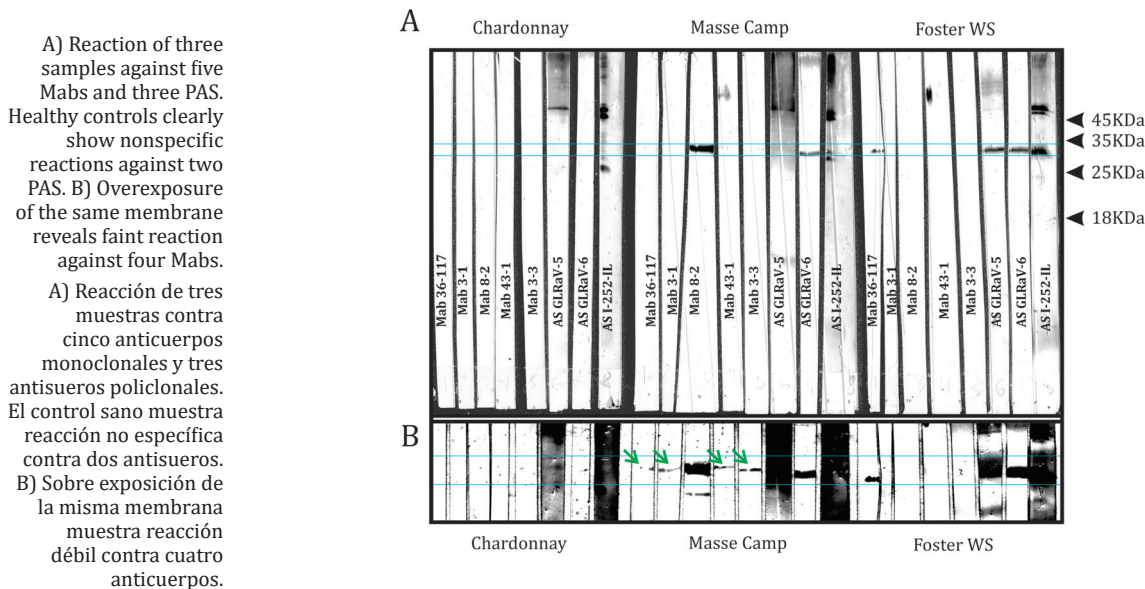 A) Reaction of three
samples against five
Mabs and three PAS.
Healthy controls clearly
show nonspecific
reactions against two
PAS. B) Overexposure
of the same membrane
reveals faint reaction
against four Mabs.
A) Reacción de tres
muestras contra
cinco anticuerpos
monoclonales y tres
antisueros policlonales.
El control sano muestra
reacción no específica
contra dos antisueros.
B) Sobre exposición de
la misma membrana
muestra reacción
débil contra cuatro
anticuerpos.
A
Chardonnay Masse Camp Foster WS
45KDa
35KDa
25KDa
18KDa
Mab 36-117
Mab 3-1
Mab 8-2
Mab 43-1
Mab 3-3
AS GLRaV-5
AS GLRaV-6
AS I-252-IL
Mab 36-117
Mab 3-1
Mab 8-2
Mab 43-1
Mab 3-3
AS GLRaV-5
AS GLRaV-6
AS I-252-IL
Mab 36-117
Mab 3-1
Mab 8-2
Mab 43-1
Mab 3-3
AS GLRaV-5
AS GLRaV-6
AS I-252-IL
B
Chardonnay Masse Camp Foster WS